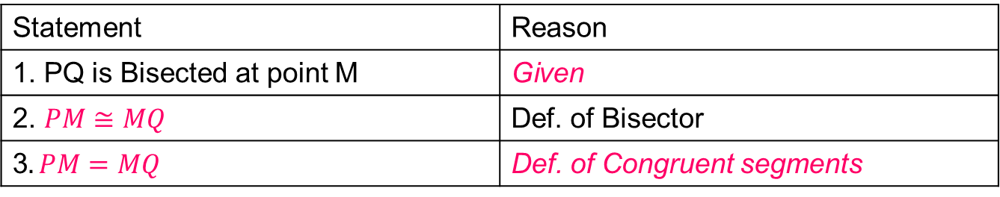 Statement Reason
1. PQ is Bisected at point M Given
2. PM ≅ MQ Def. of Bisector
3. PM = MQ Def. of Congruent segments